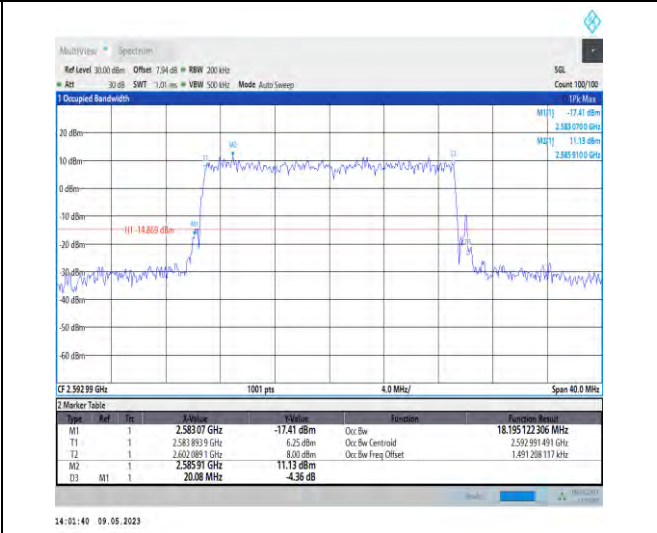 MultiView Spectrum
Ref Level 30.00 dBm Offset 7.94 dB RBW 200 kHz SGL
Att 30 dB SWT 1.01 ms VBW 500 kHz Mode Auto Sweep Count 100/100
1 Occupied Bandwidth 1Pk Max
M1[1] -17.41 dBm
2.583 0700 GHz
M2[1] 11.13 dBm
2.585 9100 GHz
20 dBm
M2
T1
10 dBm
0 dBm
-10 dBm
H1 -14.869 dBm
-20 dBm
-30 dBm
-40 dBm
-50 dBm
-60 dBm
CF 2.592 99 GHz 1001 pts 4.0 MHz/ Span 40.0 MHz
2 Marker Table
Type Ref Trc X-Value Y-Value Function Function Result
M1 1 2.583 07 GHz -17.41 dBm Occ Bw 18.195 122 306 MHz
T1 1 2.583 893 9 GHz 6.25 dBm Occ Bw Centroid 2.592 991 491 GHz
T2 1 2.602 089 1 GHz 8.00 dBm Occ Bw Freq Offset 1.491 208 117 kHz
M2 1 2.585 91 GHz 11.13 dBm
D3 M1 1 20.08 MHz -4.36 dB
14:01:40 09.05.2023